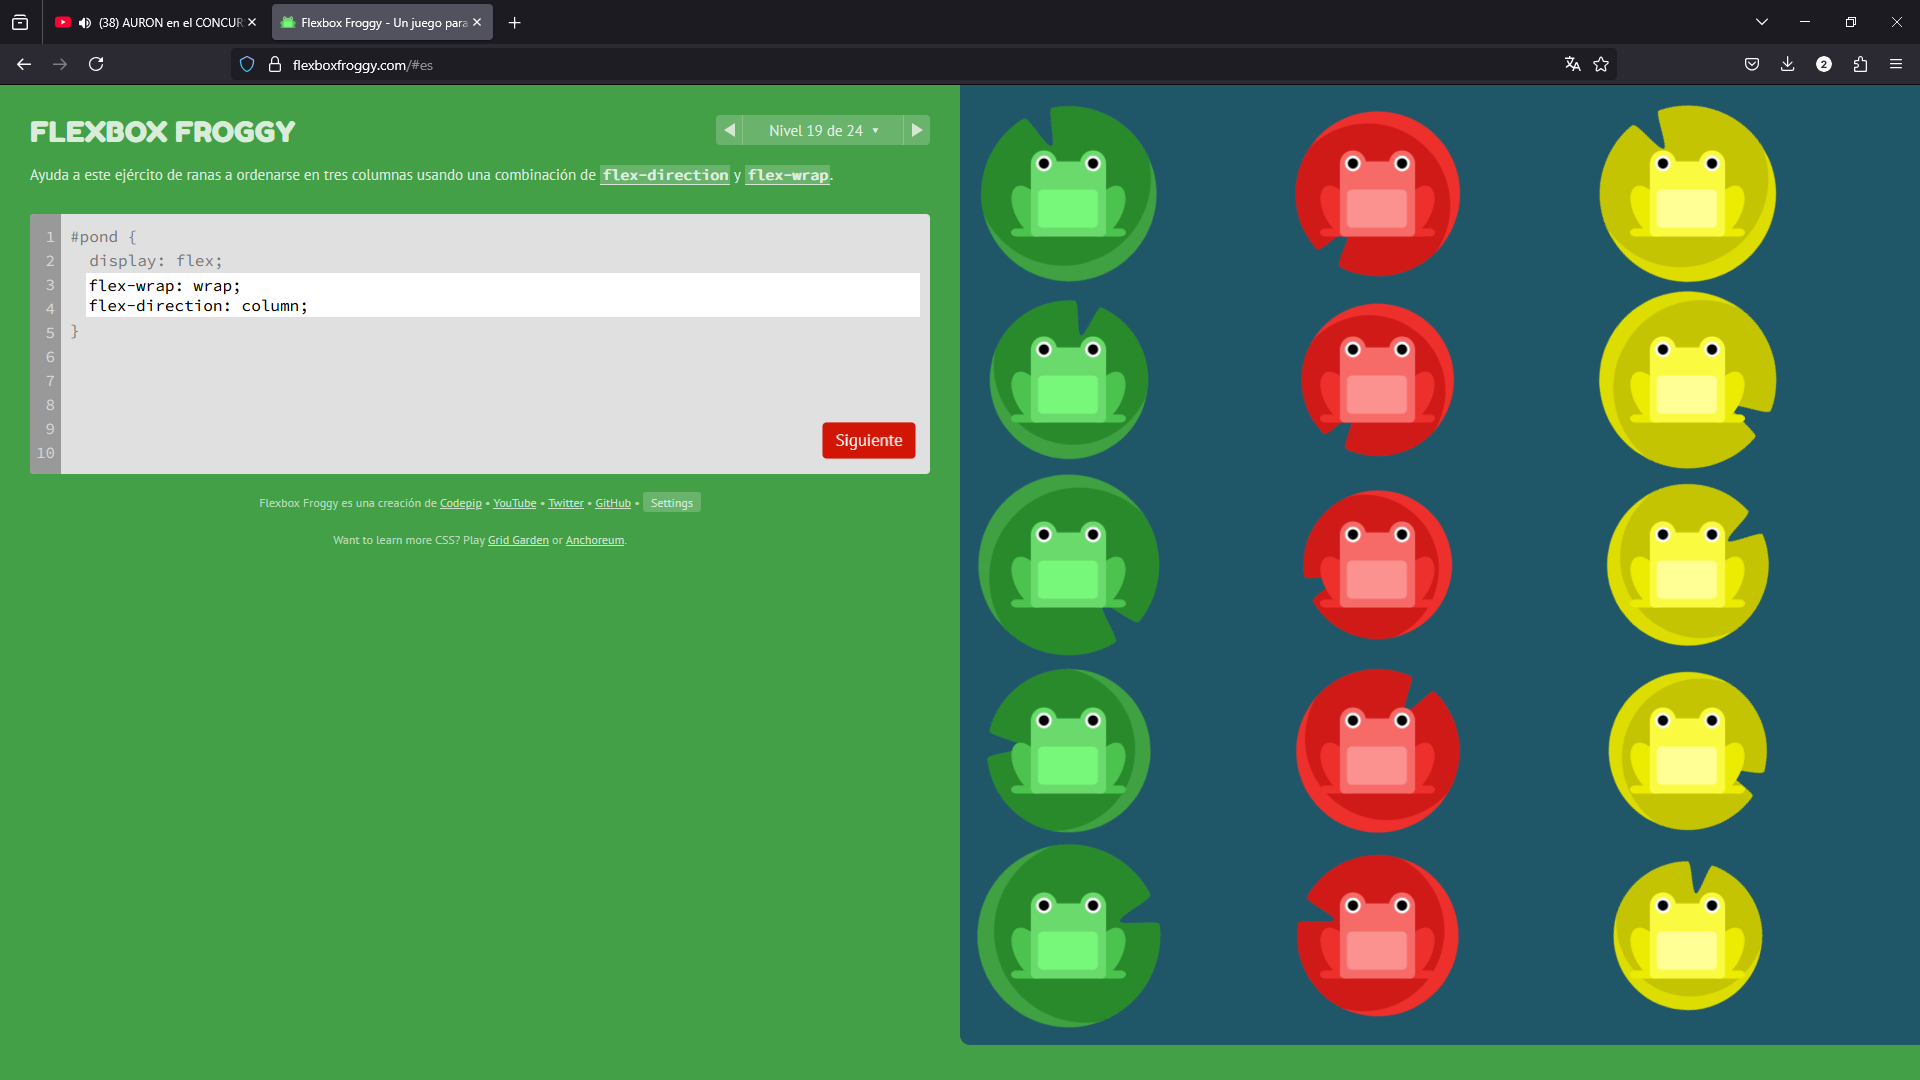 (38) AURON en el CONCUR
Flexbox Froggy - Un juego para
flexboxfroggy.com/#es
2
FLEXBOX FROGGY
Nivel 19 de 24 ▼
Ayuda a este ejército de ranas a ordenarse en tres columnas usando una combinación de flex-direction y flex-wrap.
1 #pond {
2 display: flex;
3 flex-wrap: wrap;
4 flex-direction: column;
5 }
6
7
8
9
10
Siguiente
Flexbox Froggy es una creación de Codepip • YouTube • Twitter • GitHub • Settings
Want to learn more CSS? Play Grid Garden or Anchoreum.